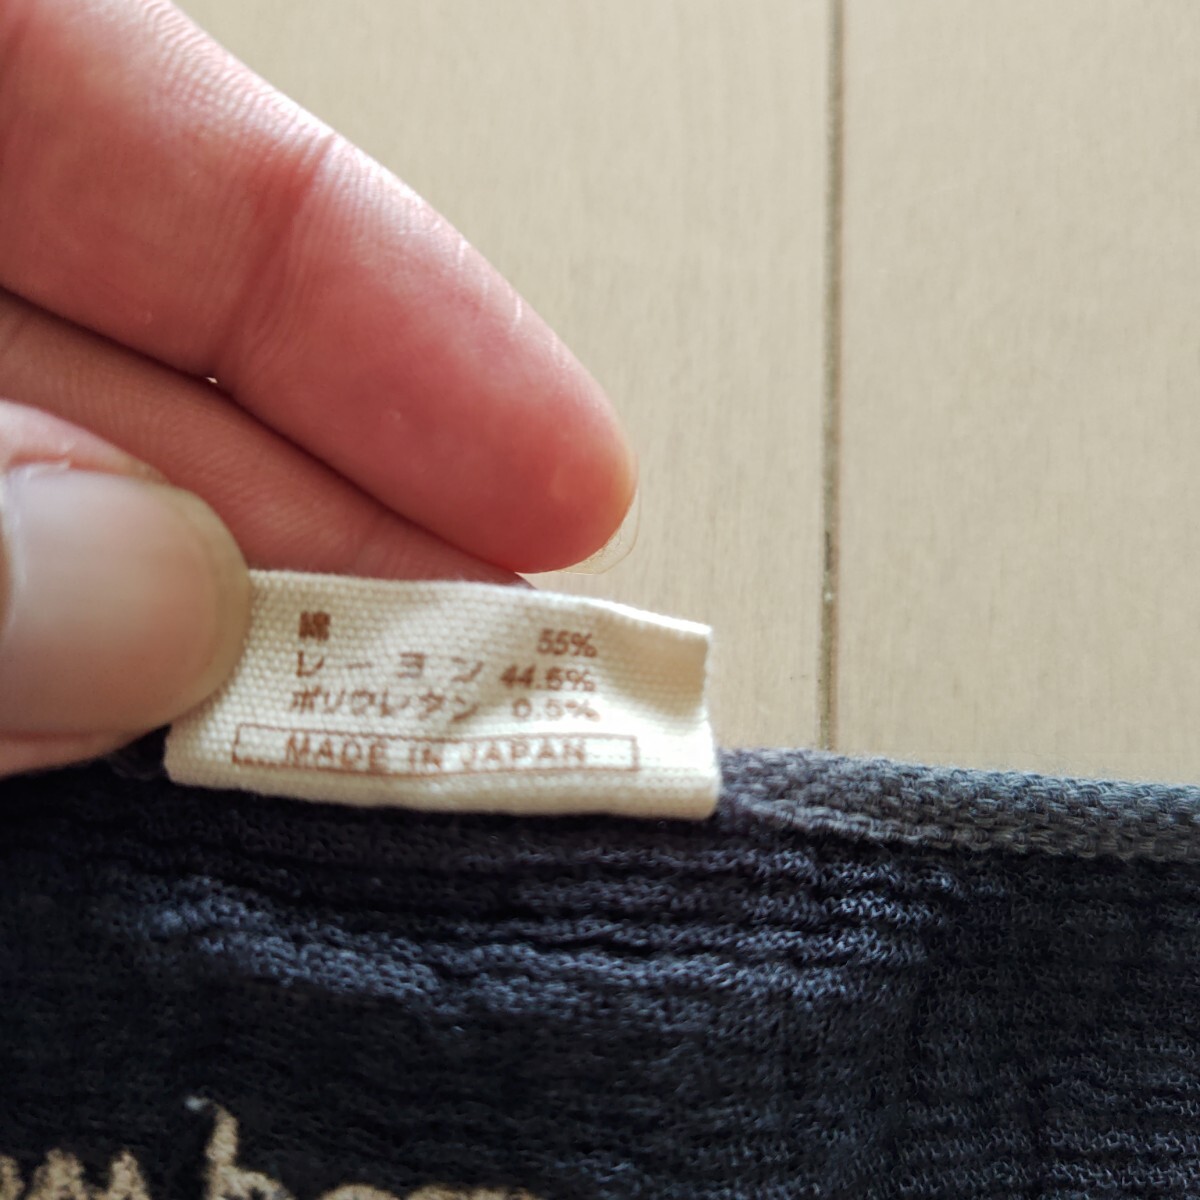 綿 55%
レーヨン 44.5%
ポリウレタン 0.5%
MADE IN JAPAN